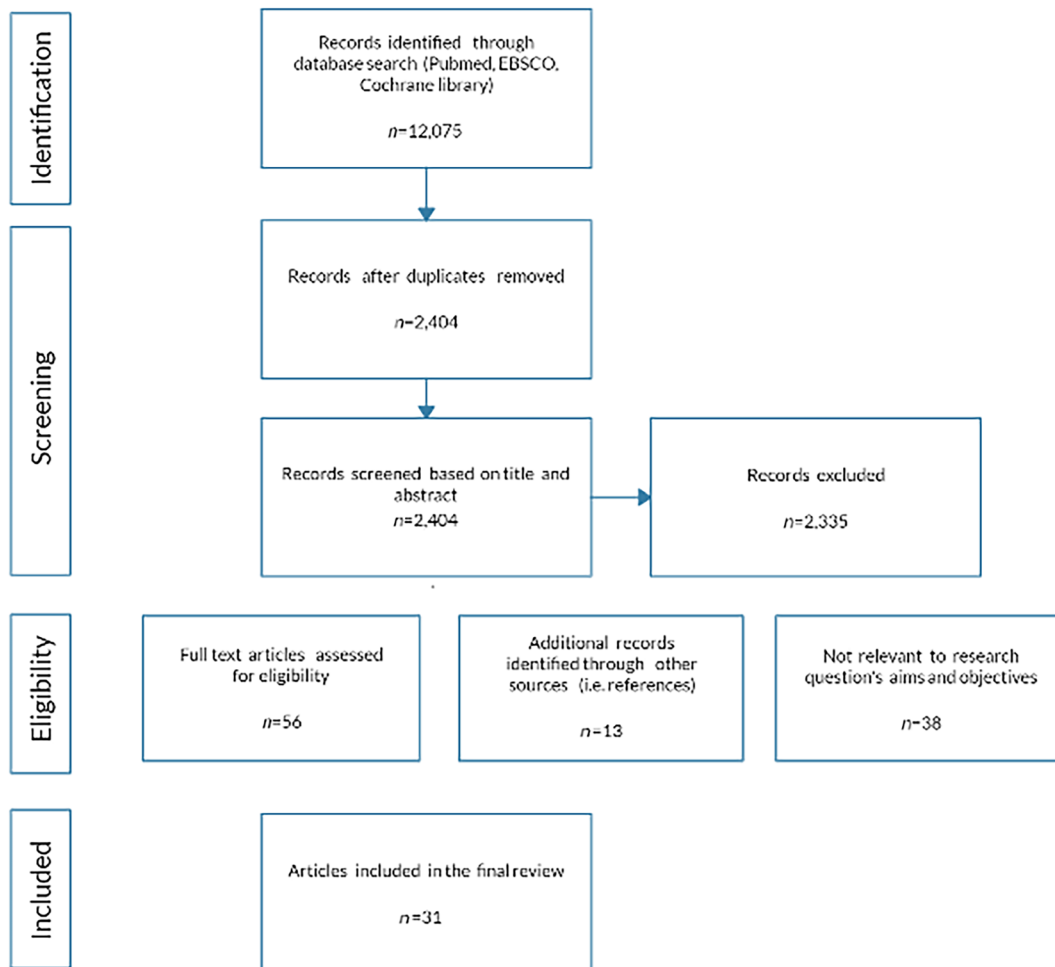 Identification
Records identified through
database search (Pubmed, EBSCO,
Cochrane library)
n=12,075
Screening
Records after duplicates removed
n=2,404
Records screened based on title and
abstract
n=2,404
Records excluded
n=2,335
Eligibility
Full text articles assessed
for eligibility
n=56
Additional records
identified through other
sources (i.e. references)
n=13
Not relevant to research
question's aims and objectives
n=38
Included
Articles included in the final review
n=31